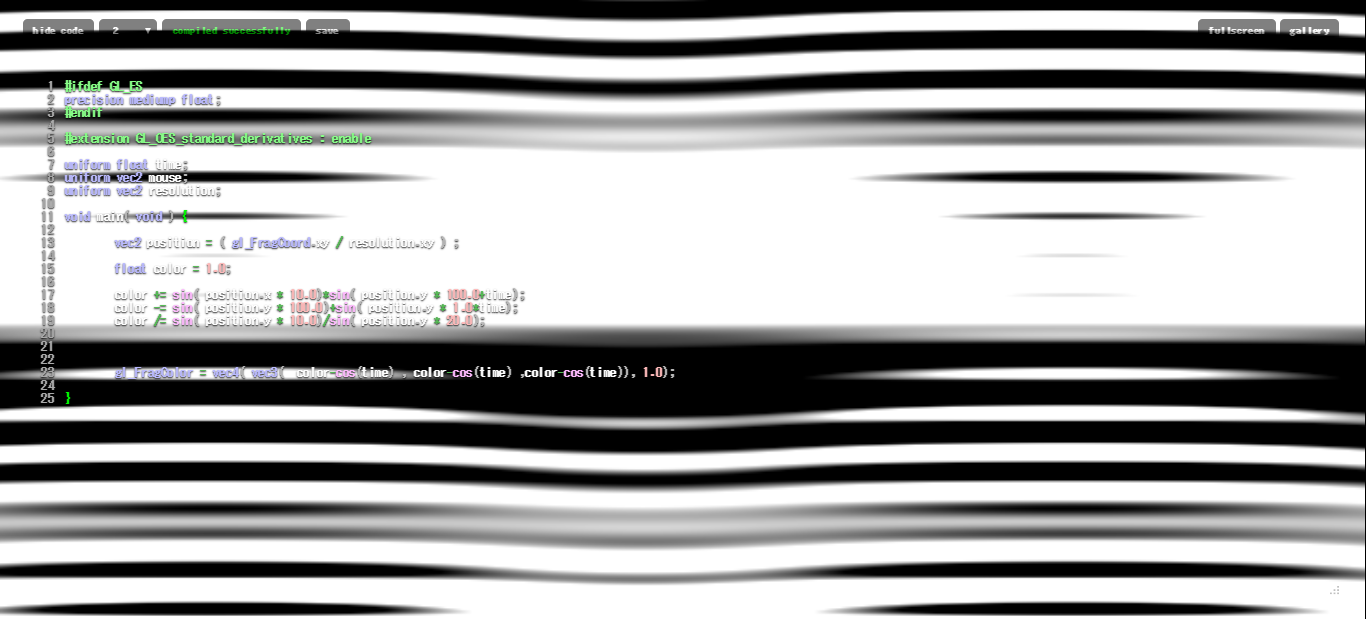 hide code 2 ▼ compiled successfully save fullscreen gallery
1 #ifdef GL_ES
2 precision mediump float;
3 #endif
4
5 #extension GL_OES_standard_derivatives : enable
6
7 uniform float time;
8 uniform vec2 mouse;
9 uniform vec2 resolution;
10
11 void main( void ) {
12
13 vec2 position = ( gl_FragCoord.xy / resolution.xy ) ;
14
15 float color = 1.0;
16
17 color += sin( position.x * 10.0)*sin( position.y * 100.0+time);
18 color -= sin( position.y * 100.0)+sin( position.y * 1.0*time);
19 color /= sin( position.y * 10.0)/sin( position.y * 20.0);
20
21
22
23 gl_FragColor = vec4( vec3(  color-cos(time) , color-cos(time) ,color-cos(time)), 1.0);
24
25 }